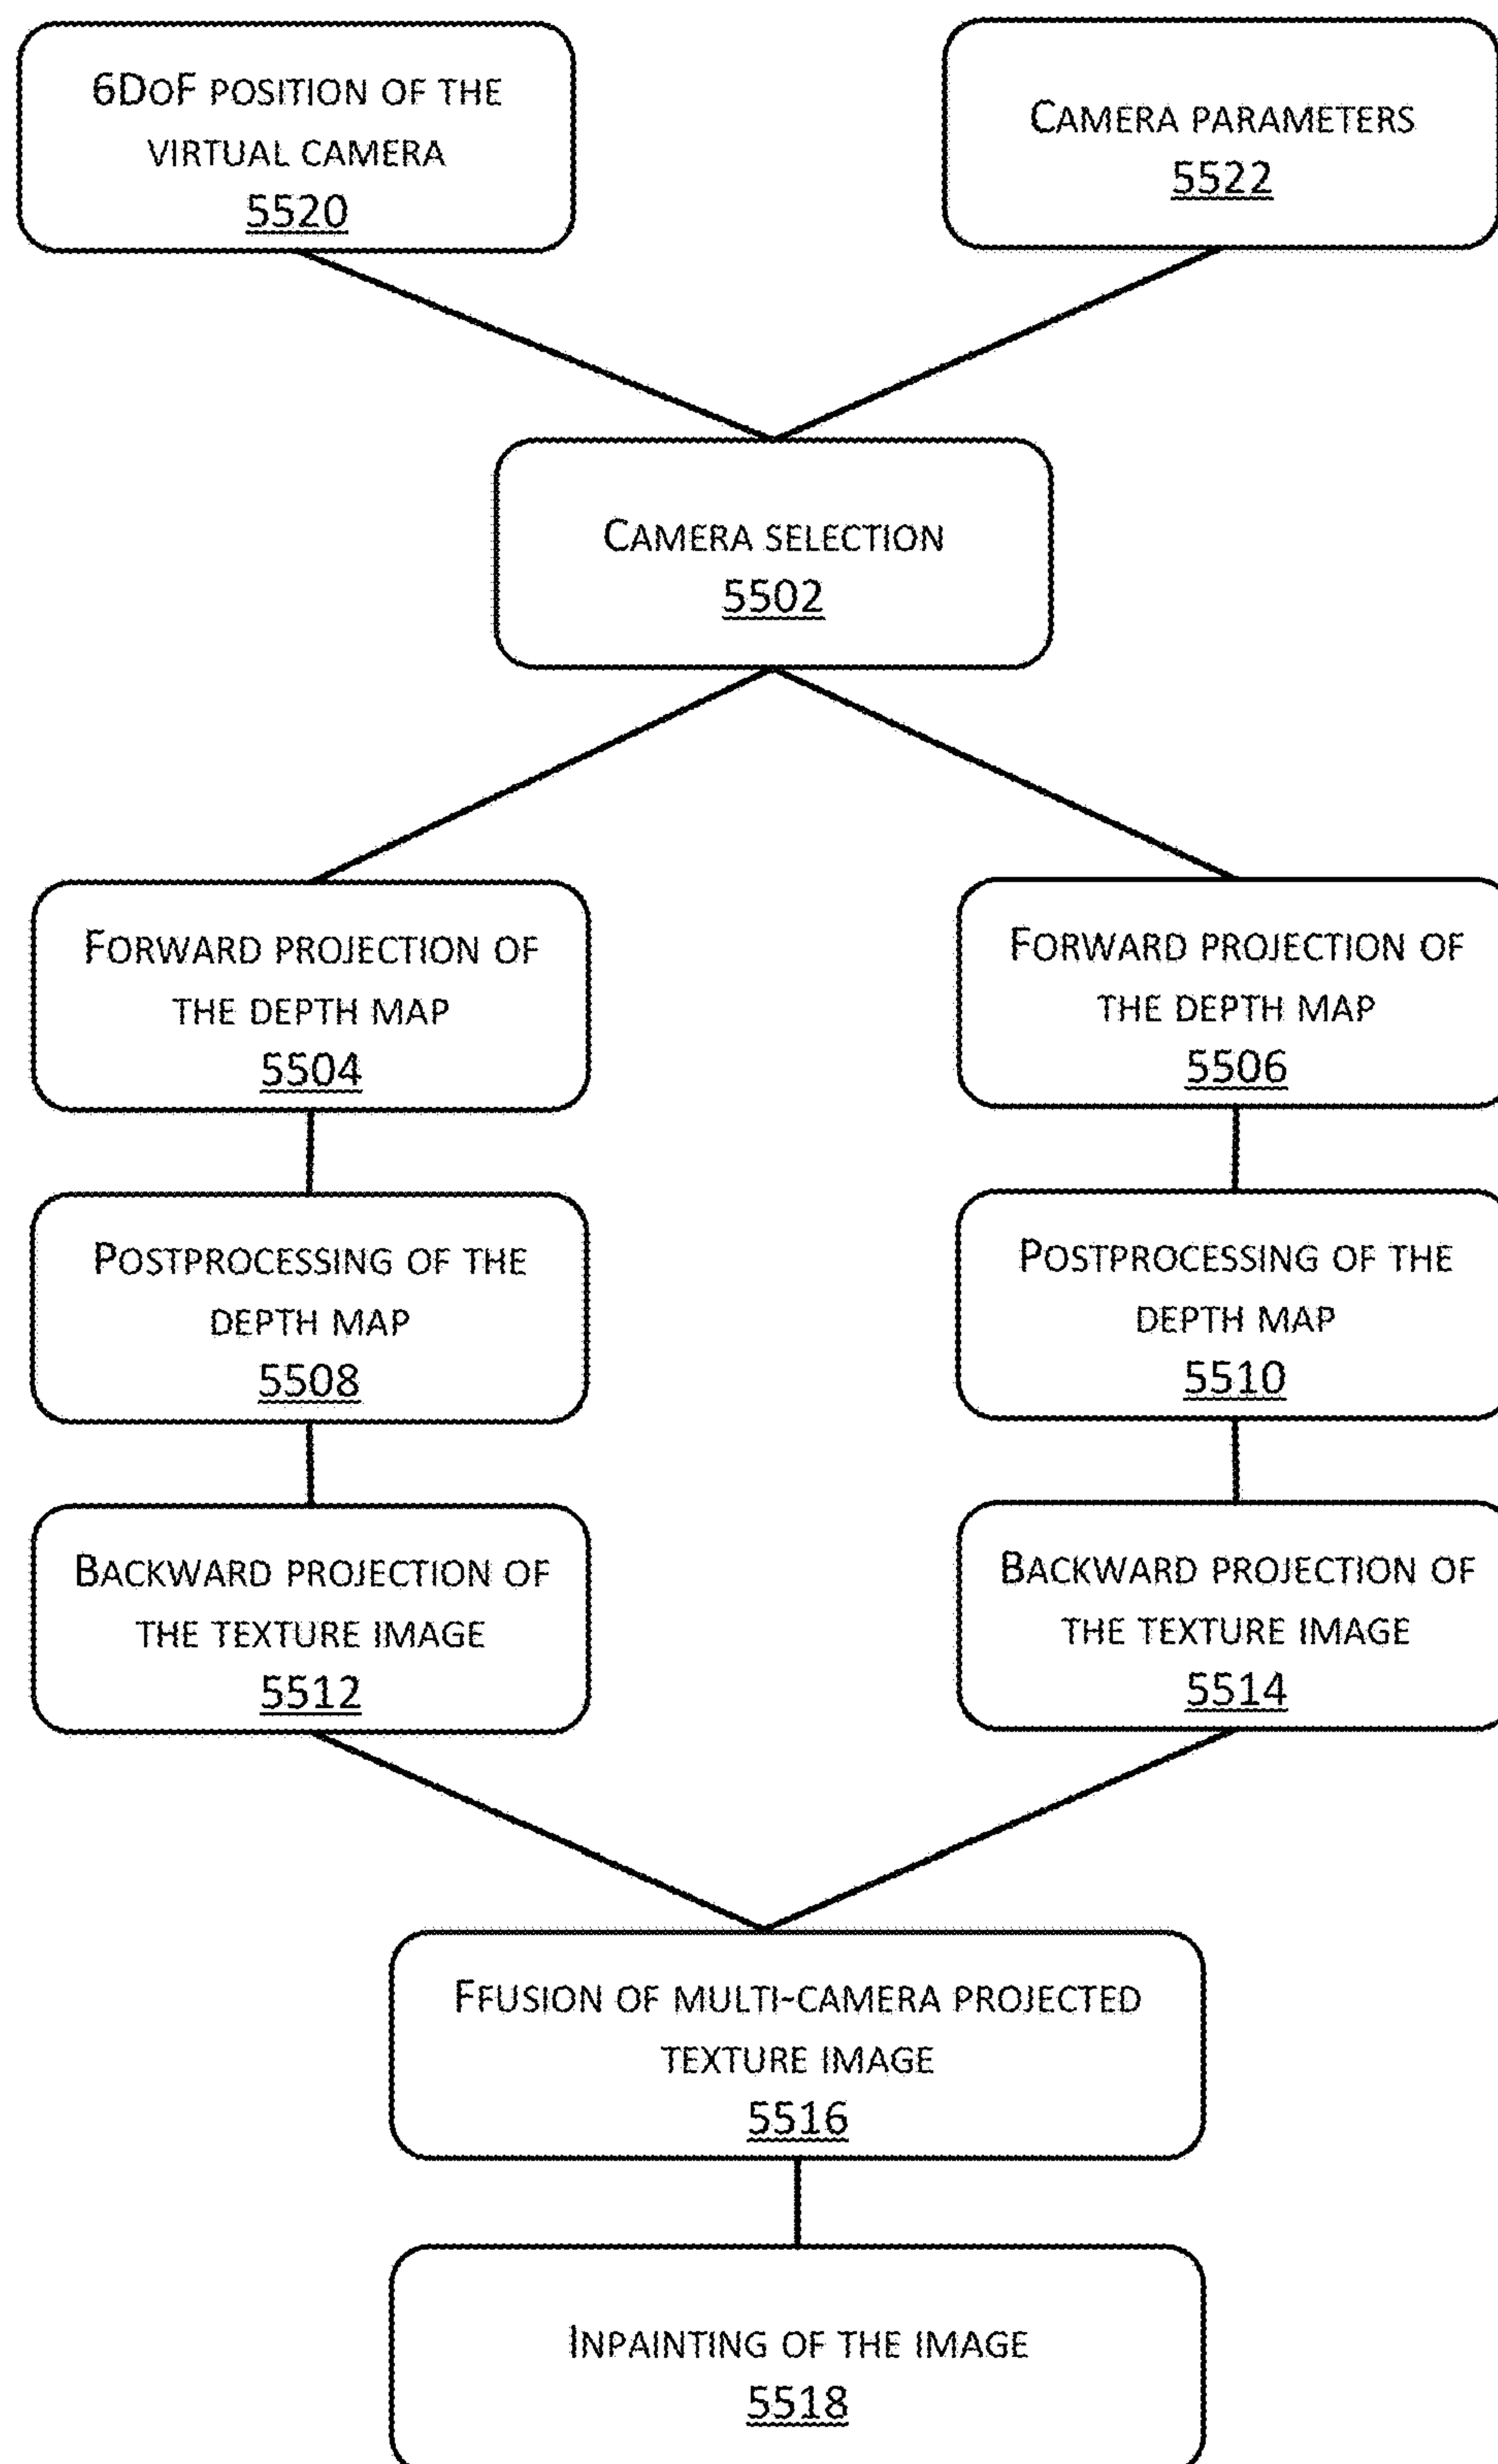 6DOF POSITION OF THE
VIRTUAL CAMERA
5520
CAMERA PARAMETERS
5522
CAMERA SELECTION
5502
FORWARD PROJECTION OF
THE DEPTH MAP
5504
FORWARD PROJECTION OF
THE DEPTH MAP
5506
POSTPROCESSING OF THE
DEPTH MAP
5508
POSTPROCESSING OF THE
DEPTH MAP
5510
BACKWARD PROJECTION OF
THE TEXTURE IMAGE
5512
BACKWARD PROJECTION OF
THE TEXTURE IMAGE
5514
FFUSION OF MULTI-CAMERA PROJECTED
TEXTURE IMAGE
5516
INPAINTING OF THE IMAGE
5518